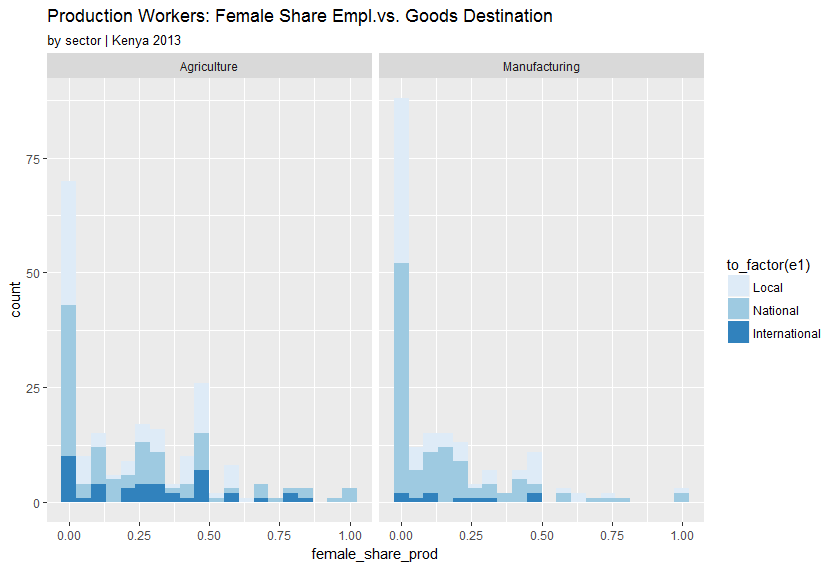 Production Workers: Female Share Empl.vs. Goods Destination
by sector | Kenya 2013
Agriculture
Manufacturing
count
75
50
25
0
0.00 0.25 0.50 0.75 1.00
0.00 0.25 0.50 0.75 1.00
female_share_prod
to_factor(e1)
Local
National
International